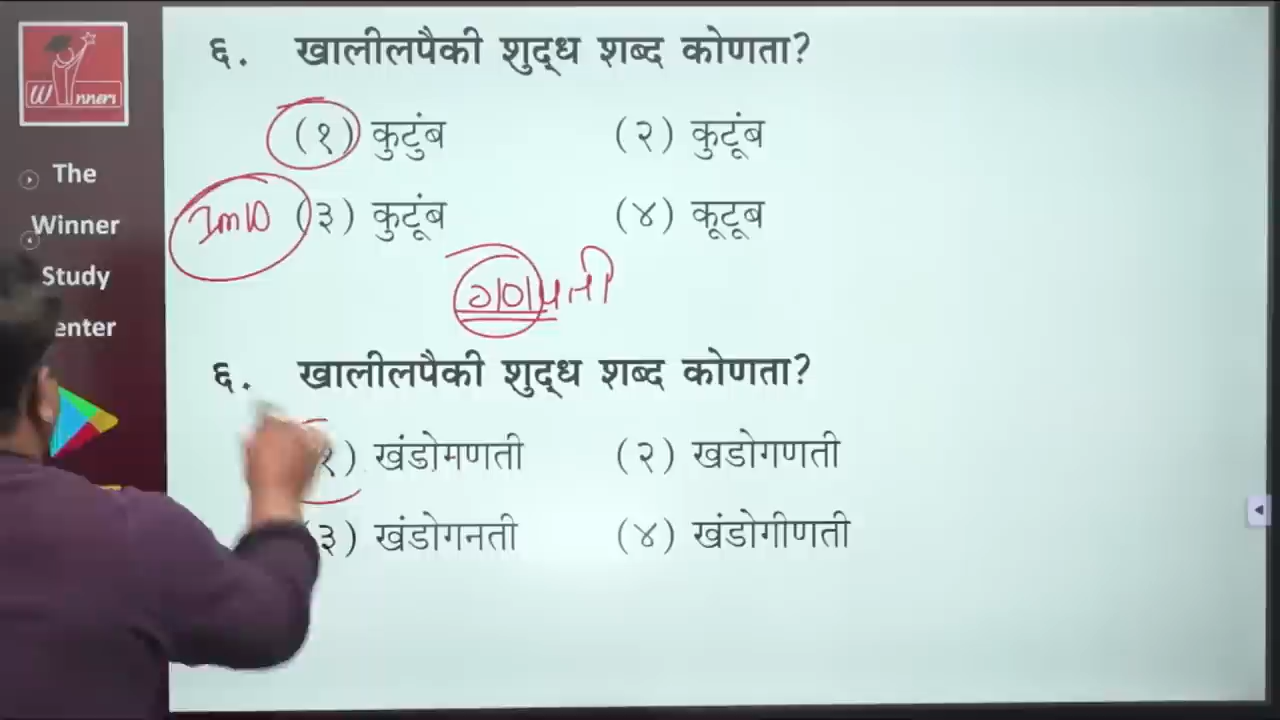 Winners
The
Winner
Study
enter
६. खालीलपैकी शुद्ध शब्द कोणता?
(१) कुटुंब (२) कुटूंब
Imp (३) कुटूंब (४) कूटूब
गणपती
६. खालीलपैकी शुद्ध शब्द कोणता?
१) खंडोमणती (२) खडोगणती
३) खंडोगनती (४) खंडोगीणती